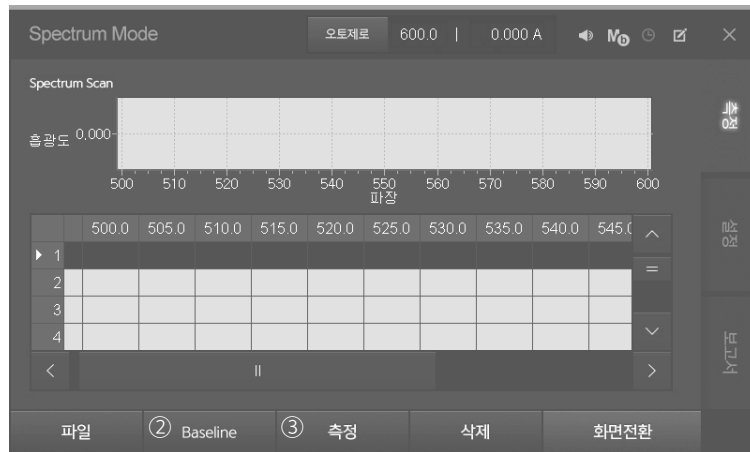 Spectrum Mode 오토제로 600.0 | 0.000 A Mb
Spectrum Scan
측정
흡광도 0,000
500 510 520 530 540 550 560 570 580 590 600
파장
500.0 505.0 510.0 515.0 520.0 525.0 530.0 535.0 540.0 545.0
설정
1
2
3
4
보고서
파일 ② Baseline ③ 측정 삭제 화면전환